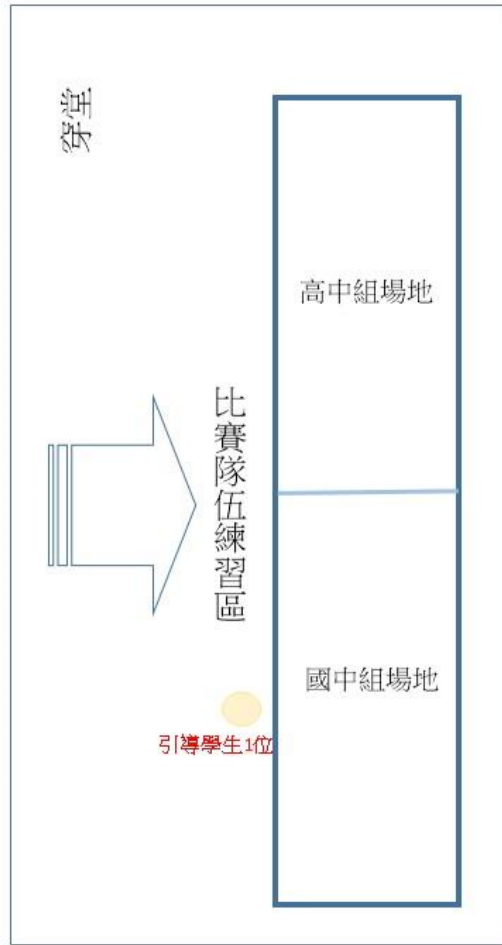 穿堂
高中組場地
比賽隊伍練習區
國中組場地
引導學生1位